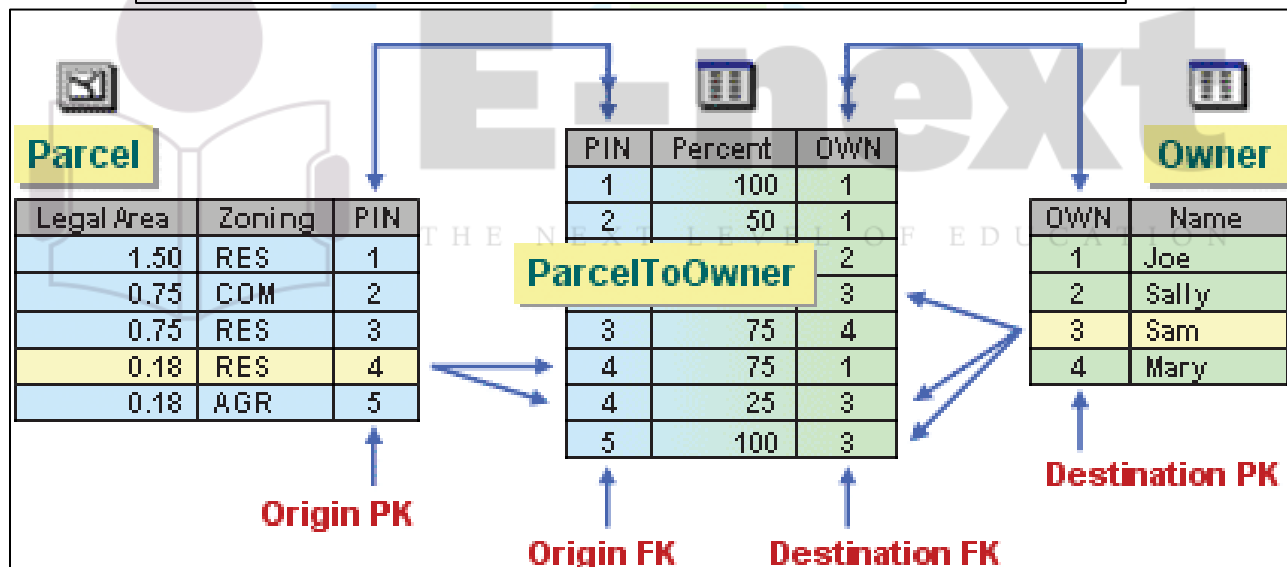 E-next
THE NEXT LEVEL OF EDUCATION
Parcel
Legal Area Zoning PIN
1.50 RES 1
0.75 COM 2
0.75 RES 3
0.18 RES 4
0.18 AGR 5
Origin PK
PIN Percent OWN
1 100 1
2 50 1
2
3
3 75 4
4 75 1
4 25 3
5 100 3
ParcelToOwner
Origin FK
Destination FK
Owner
OWN Name
1 Joe
2 Sally
3 Sam
4 Mary
Destination PK